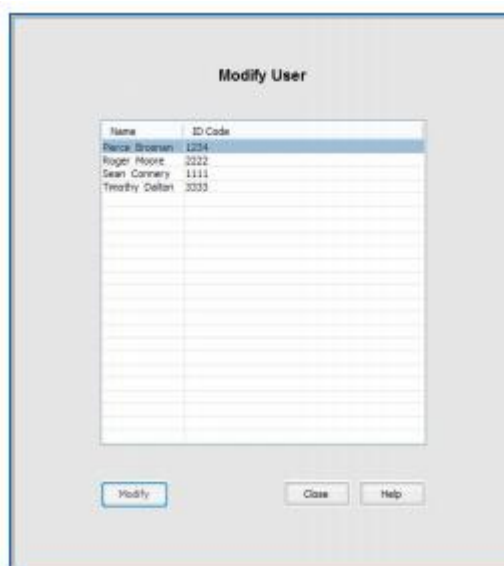 Modify User
Name ID Code
Pierce Brosnan 1234
Roger Moore 2222
Sean Connery 1111
Timothy Dalton 3333
Modify Close Help